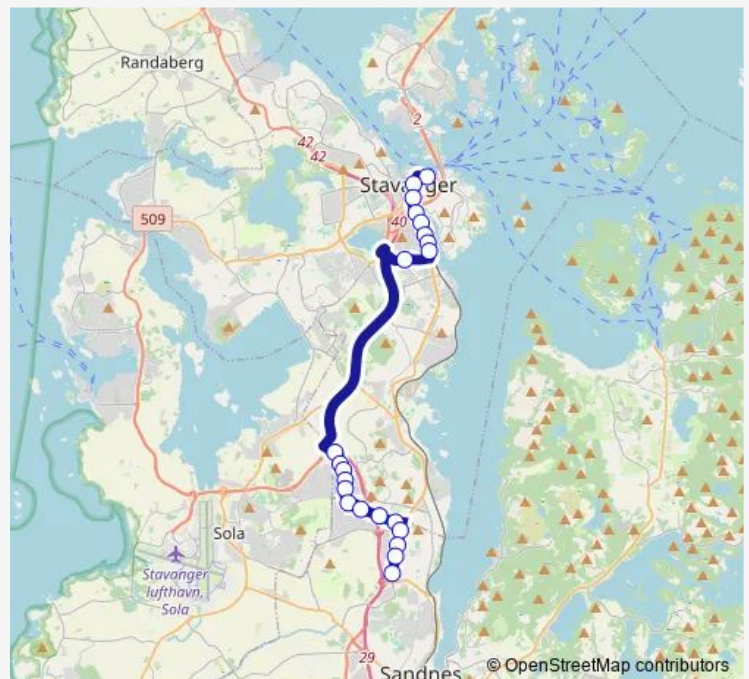 Randaberg
2
42
42
Stavanger
509
40
Sola
Stavanger
lufthavn,
Sola
29
Sandnes
© OpenStreetMap contributors